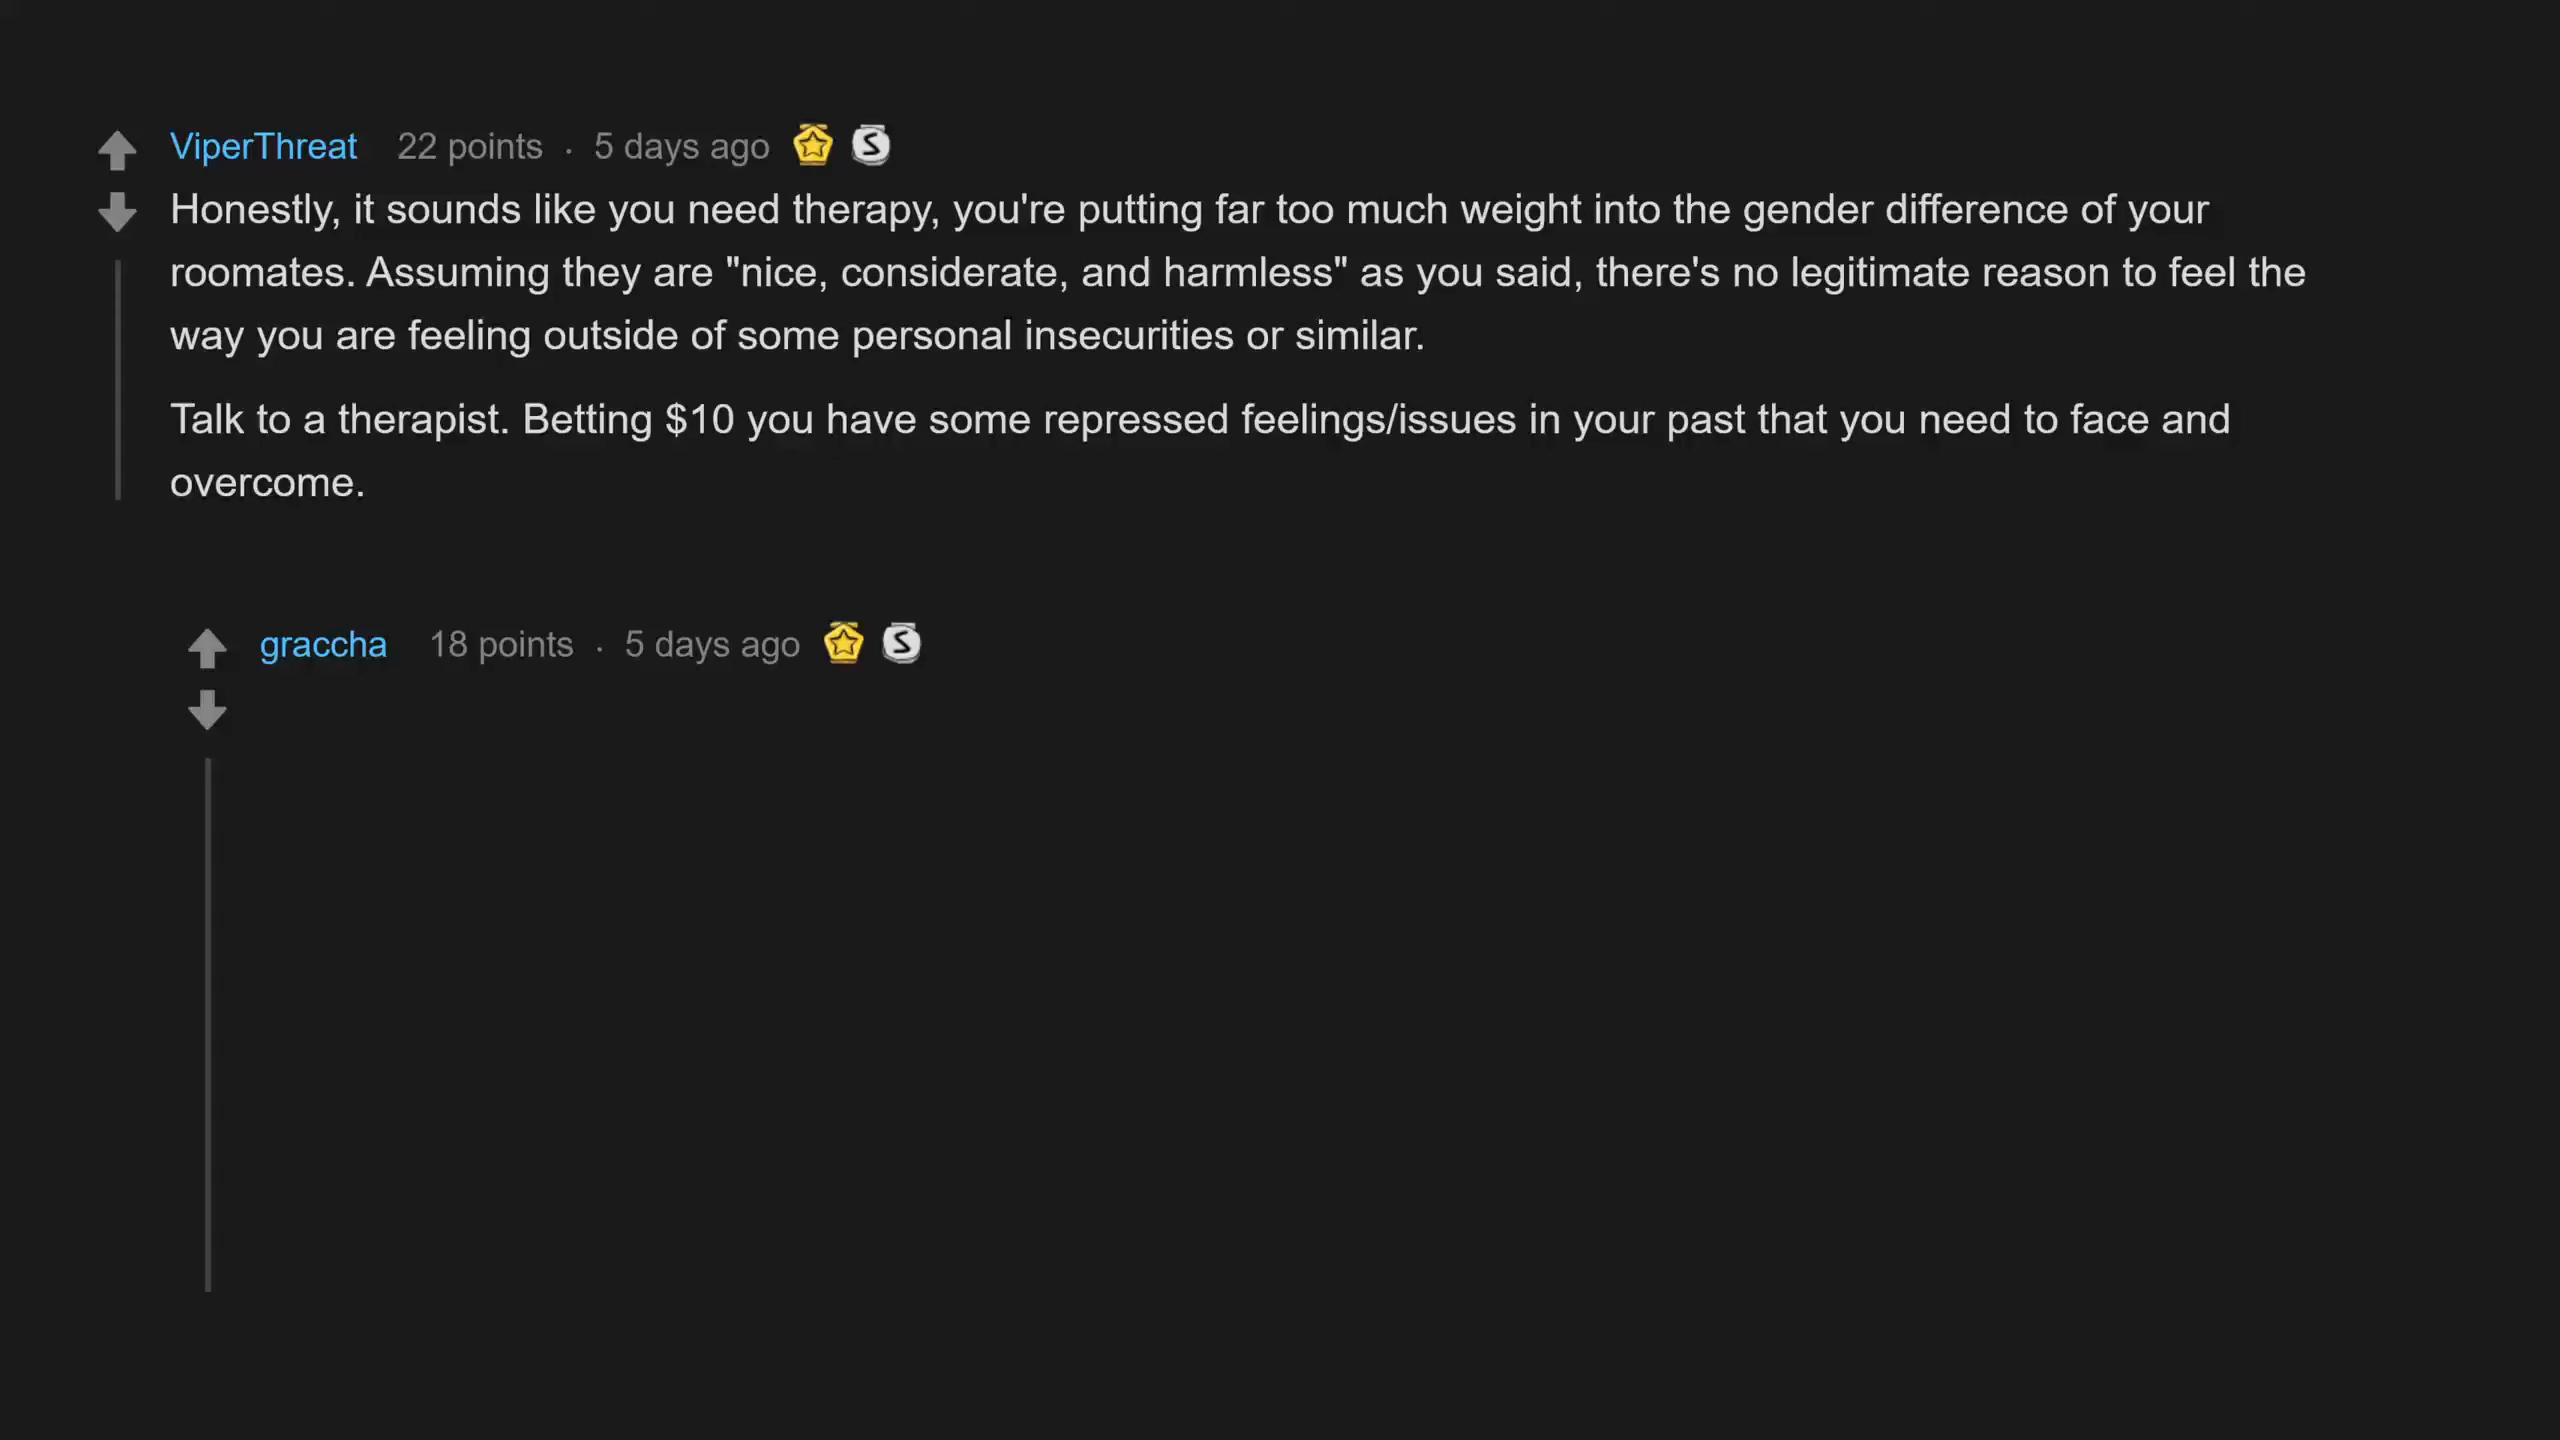 ViperThreat 22 points · 5 days ago
Honestly, it sounds like you need therapy, you're putting far too much weight into the gender difference of your
roomates. Assuming they are "nice, considerate, and harmless" as you said, there's no legitimate reason to feel the
way you are feeling outside of some personal insecurities or similar.
Talk to a therapist. Betting $10 you have some repressed feelings/issues in your past that you need to face and
overcome.
graccha 18 points · 5 days ago